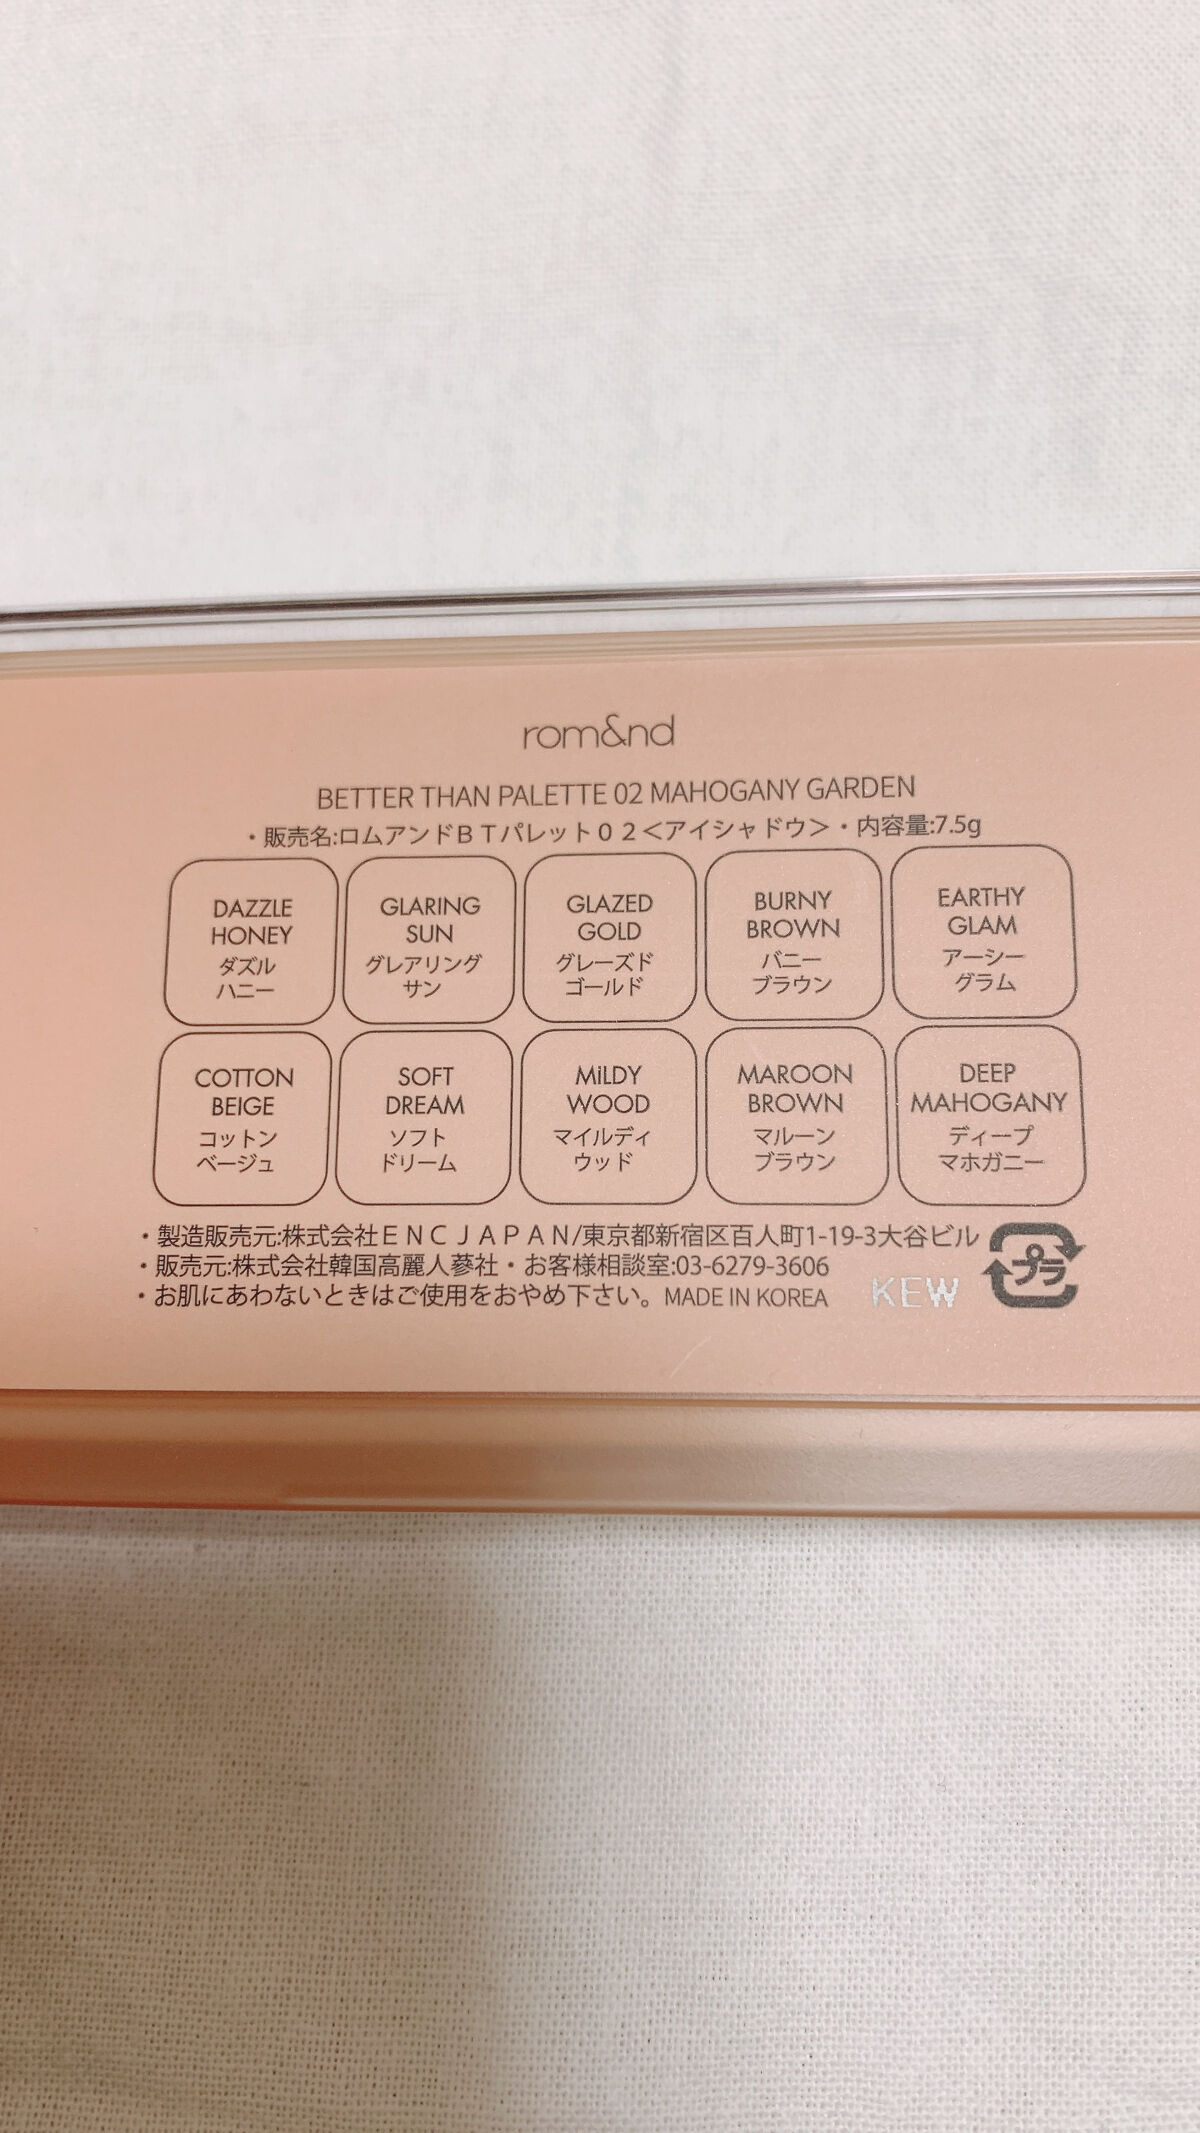 rom&nd
BETTER THAN PALETTE 02 MAHOGANY GARDEN
・販売名:ロムアンドＢＴパレット０２＜アイシャドウ＞・内容量:7.5g
DAZZLE
HONEY
ダズル
ハニー
GLARING
SUN
グレアリング
サン
GLAZED
GOLD
グレーズド
ゴールド
BURNY
BROWN
バニー
ブラウン
EARTHY
GLAM
アーシー
グラム
COTTON
BEIGE
コットン
ベージュ
SOFT
DREAM
ソフト
ドリーム
MiLDY
WOOD
マイルディ
ウッド
MAROON
BROWN
マルーン
ブラウン
DEEP
MAHOGANY
ディープ
マホガニー
・製造販売元:株式会社ＥＮＣ ＪＡＰＡＮ/東京都新宿区百人町1-19-3大谷ビル
・販売元:株式会社韓国高麗人蔘社・お客様相談室:03-6279-3606
・お肌にあわないときはご使用をおやめ下さい。MADE IN KOREA
KEW
プラ